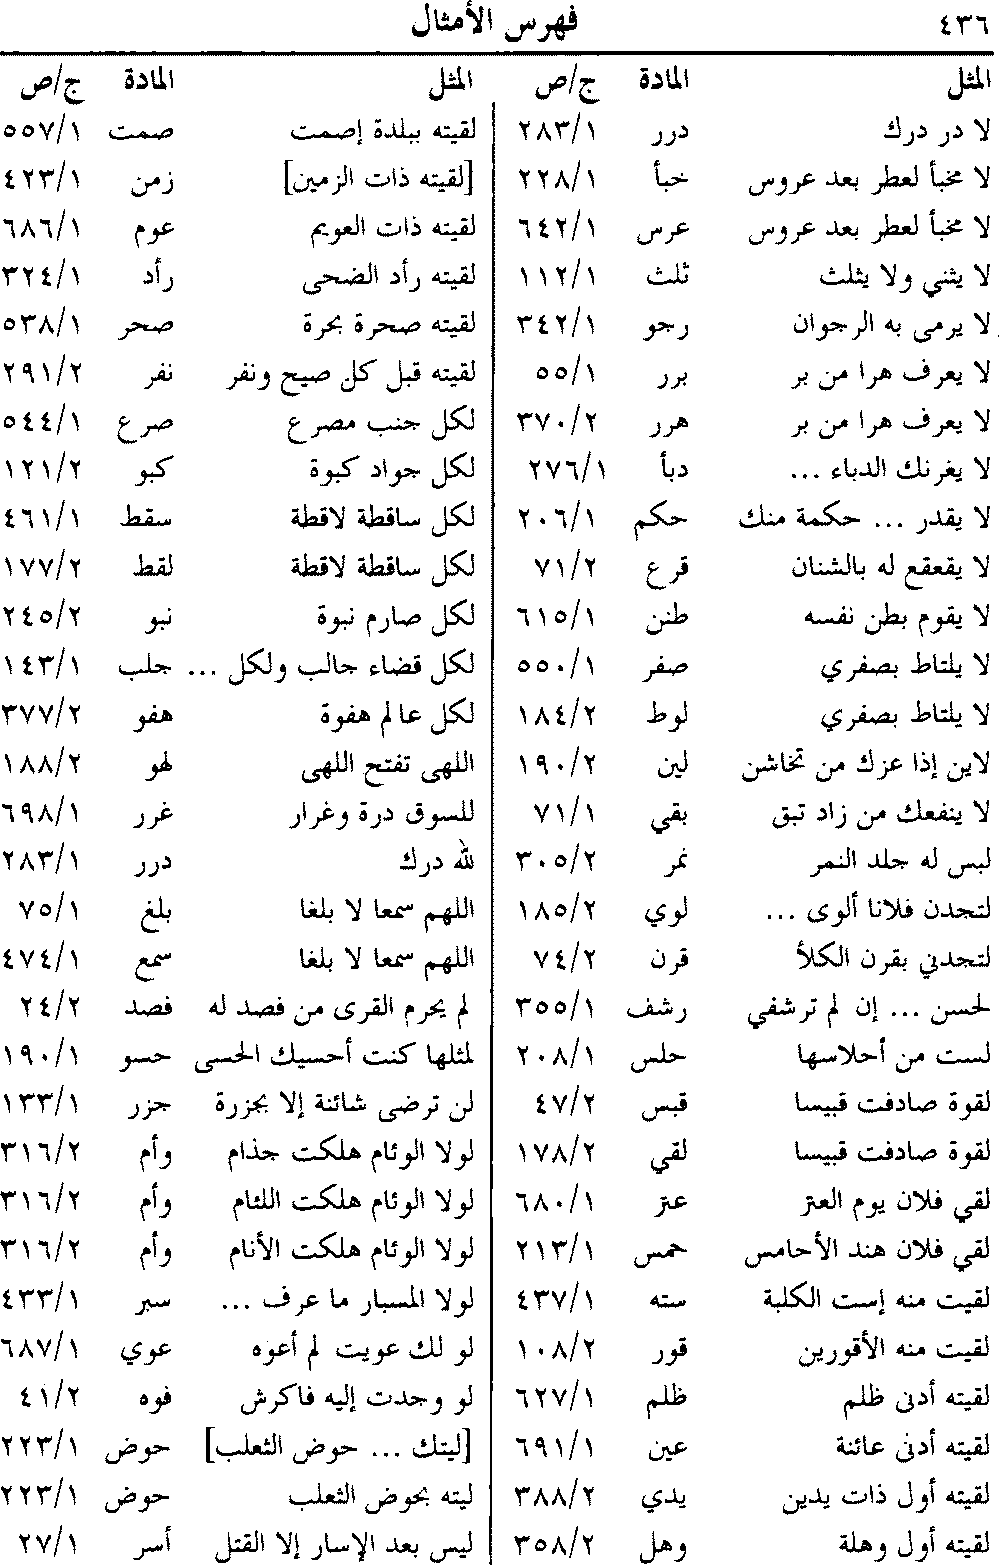 ٤٣٦ فهرس الأمثال
المثل المادة ج/ص
لا در درك درر ٢٨٣/١
لا مخبأ لعطر بعد عروس خبأ ٢٢٨/١
لا مخبأ لعطر بعد عروس عرس ٦٤٢/١
لا يثني ولا يثلث ثلث ١١٢/١
لا يرمى به الرجوان رجو ٣٤٢/١
لا يعرف هرا من بر برر ٥٥/١
لا يعرف هرا من بر هرر ٣٧٠/٢
لا يغرنك الدباء ... دبأ ٢٧٦/١
لا يقدر ... حكمة منك حكم ٢٠٦/١
لا يقعقع له بالشنان قرع ٧١/٢
لا يقوم بطن نفسه طنن ٦١٥/١
لا يلتاط بصفري صفر ٥٥٠/١
لا يلتاط بصفري لوط ١٨٤/٢
لاين إذا عزك من تخاشن لين ١٩٠/٢
لا ينفعك من زاد تبق بقي ٧١/١
لبس له جلد النمر نمر ٣٠٥/٢
لتجدن فلانا ألوى ... لوي ١٨٥/٢
لتجدني بقرن الكلأ قرن ٧٤/٢
لحسن ... إن لم ترشفي رشف ٣٥٥/١
لست من أحلاسها حلس ٢٠٨/١
لقوة صادفت قبيسا قبس ٤٧/٢
لقوة صادفت قبيسا لقي ١٧٨/٢
لقي فلان يوم العتر عتر ٦٨٠/١
لقي فلان هند الأحامس حمس ٢١٣/١
لقيت منه إست الكلبة سته ٤٣٧/١
لقيت منه الأقورين قور ١٠٨/٢
لقيته أدنى ظلم ظلم ٦٢٧/١
لقيته أدنى عائنة عين ٦٩١/١
لقيته أول ذات يدين يدي ٣٨٨/٢
لقيته أول وهلة وهل ٣٥٨/٢
المثل المادة ج/ص
لقيته ببلدة إصمت صمت ٥٥٧/١
[لقيته ذات الزمين] زمن ٤٢٣/١
لقيته ذات العويم عوم ٦٨٦/١
لقيته رأد الضحى رأد ٣٢٤/١
لقيته صحرة بحرة صحر ٥٣٨/١
لقيته قبل كل صيح ونفر نفر ٢٩١/٢
لكل جنب مصرع صرع ٥٤٤/١
لكل جواد كبوة كبو ١٢١/٢
لكل ساقطة لاقطة سقط ٤٦١/١
لكل ساقطة لاقطة لقط ١٧٧/٢
لكل صارم نبوة نبو ٢٤٥/٢
لكل قضاء جالب ولكل ... جلب ١٤٣/١
لكل عالم هفوة هفو ٣٧٧/٢
اللهى تفتح اللهى لهو ١٨٨/٢
للسوق درة وغرار غرر ٦٩٨/١
لله درك درر ٢٨٣/١
اللهم سمعا لا بلغا بلغ ٧٥/١
اللهم سمعا لا بلغا سمع ٤٧٤/١
لم يحرم القرى من فصد له فصد ٢٤/٢
لمثلها كنت أحسيك الحسى حسو ١٩٠/١
لن ترضى شائنة إلا بجزرة جزر ١٣٣/١
لولا الوئام هلكت جذام وأم ٣١٦/٢
لولا الوئام هلكت اللئام وأم ٣١٦/٢
لولا الوئام هلكت الأنام وأم ٣١٦/٢
لولا المسبار ما عرف ... سبر ٤٣٣/١
لو لك عويت لم أعوه عوي ٦٨٧/١
لو وجدت إليه فاكرش فوه ٤١/٢
[ليتك ... حوض الثعلب] حوض ٢٢٣/١
ليته بحوض الثعلب حوض ٢٢٣/١
ليس بعد الإسار إلا القتل أسر ٢٧/١